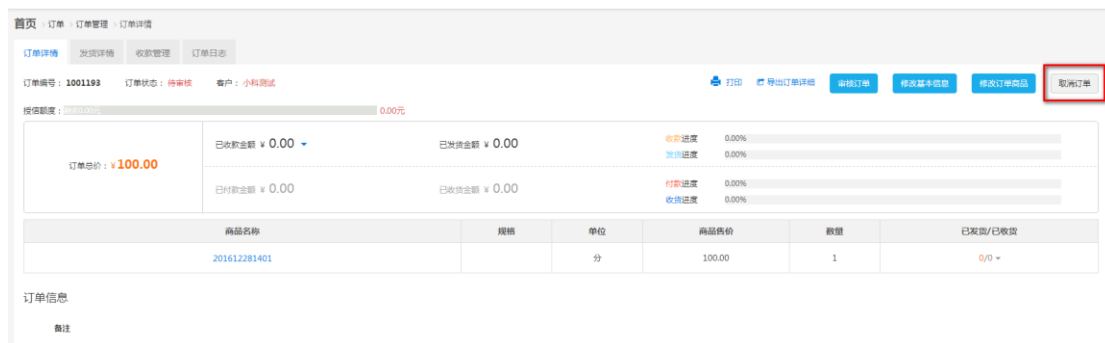 首页 > 订单 > 订单管理 > 订单详情
订单详情 发货详情 收款管理 订单日志
订单编号：1001193 订单状态：待审核 客户：小科测试 打印 导出订单详细 审核订单 修改基本信息 修改订单商品 取消订单
授信额度： 0.00元
已收款金额 ¥ 0.00 已发货金额 ¥ 0.00 收款进度 0.00%
发货进度 0.00%
订单总价：¥100.00
已付款金额 ¥ 0.00 已收货金额 ¥ 0.00 付款进度 0.00%
收货进度 0.00%
商品名称 规格 单位 商品售价 数量 已发货/已收货
201612281401 分 100.00 1 0/0
订单信息
备注